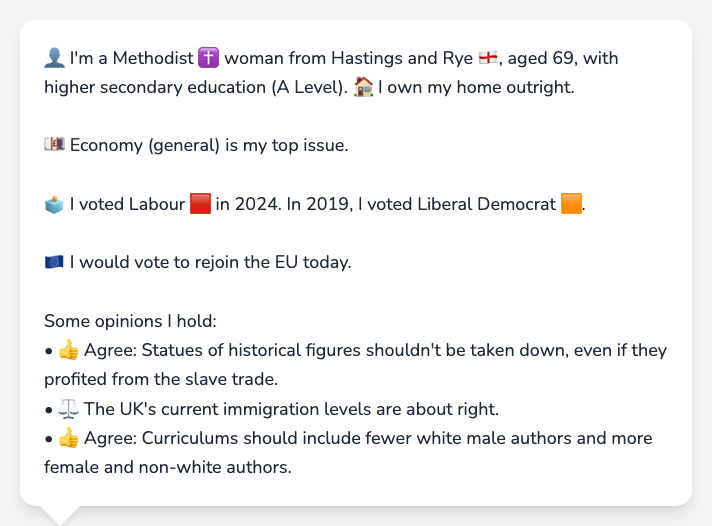 👤 I'm a Methodist ✝️ woman from Hastings and Rye 🏴󠁧󠁢󠁥󠁮󠁧󠁿, aged 69, with
higher secondary education (A Level). 🏠 I own my home outright.
💷 Economy (general) is my top issue.
🗳️ I voted Labour 🟥 in 2024. In 2019, I voted Liberal Democrat 🟧.
🇪🇺 I would vote to rejoin the EU today.
Some opinions I hold:
• 👍 Agree: Statues of historical figures shouldn't be taken down, even if they
profited from the slave trade.
• ⚖️ The UK's current immigration levels are about right.
• 👍 Agree: Curriculums should include fewer white male authors and more
female and non-white authors.